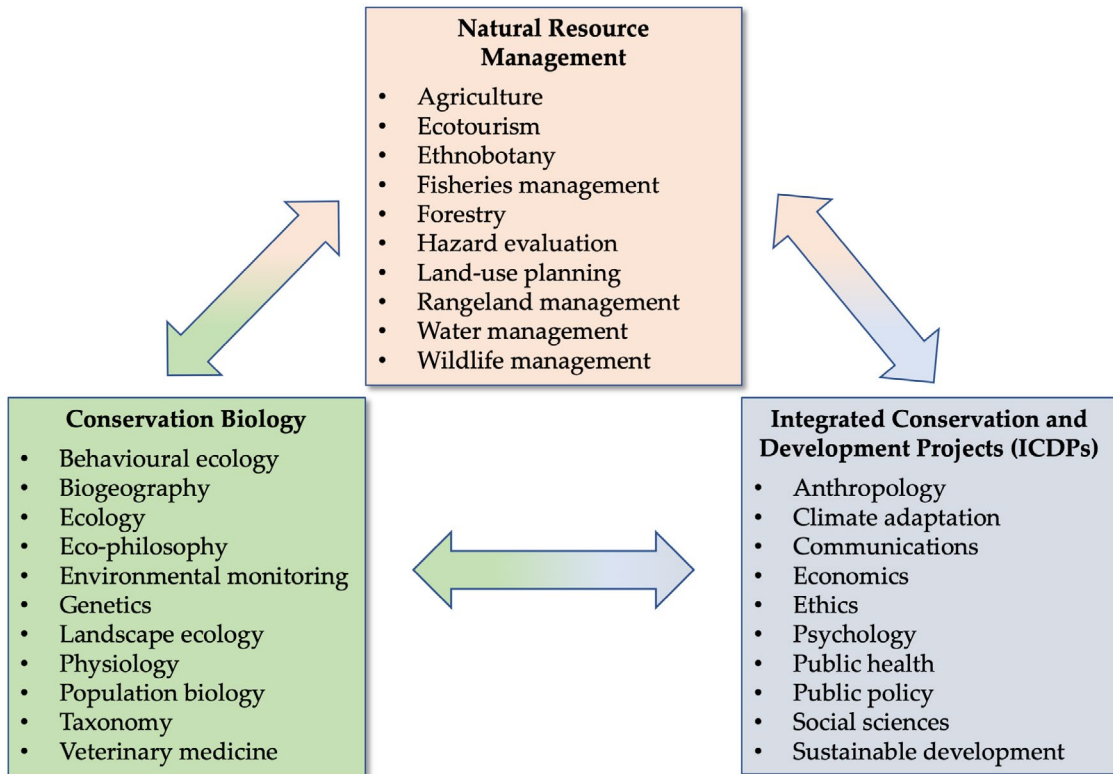 Natural Resource
Management
• Agriculture
• Ecotourism
• Ethnobotany
• Fisheries management
• Forestry
• Hazard evaluation
• Land-use planning
• Rangeland management
• Water management
• Wildlife management
Conservation Biology
• Behavioural ecology
• Biogeography
• Ecology
• Eco-philosophy
• Environmental monitoring
• Genetics
• Landscape ecology
• Physiology
• Population biology
• Taxonomy
• Veterinary medicine
Integrated Conservation and
Development Projects (ICDPs)
• Anthropology
• Climate adaptation
• Communications
• Economics
• Ethics
• Psychology
• Public health
• Public policy
• Social sciences
• Sustainable development